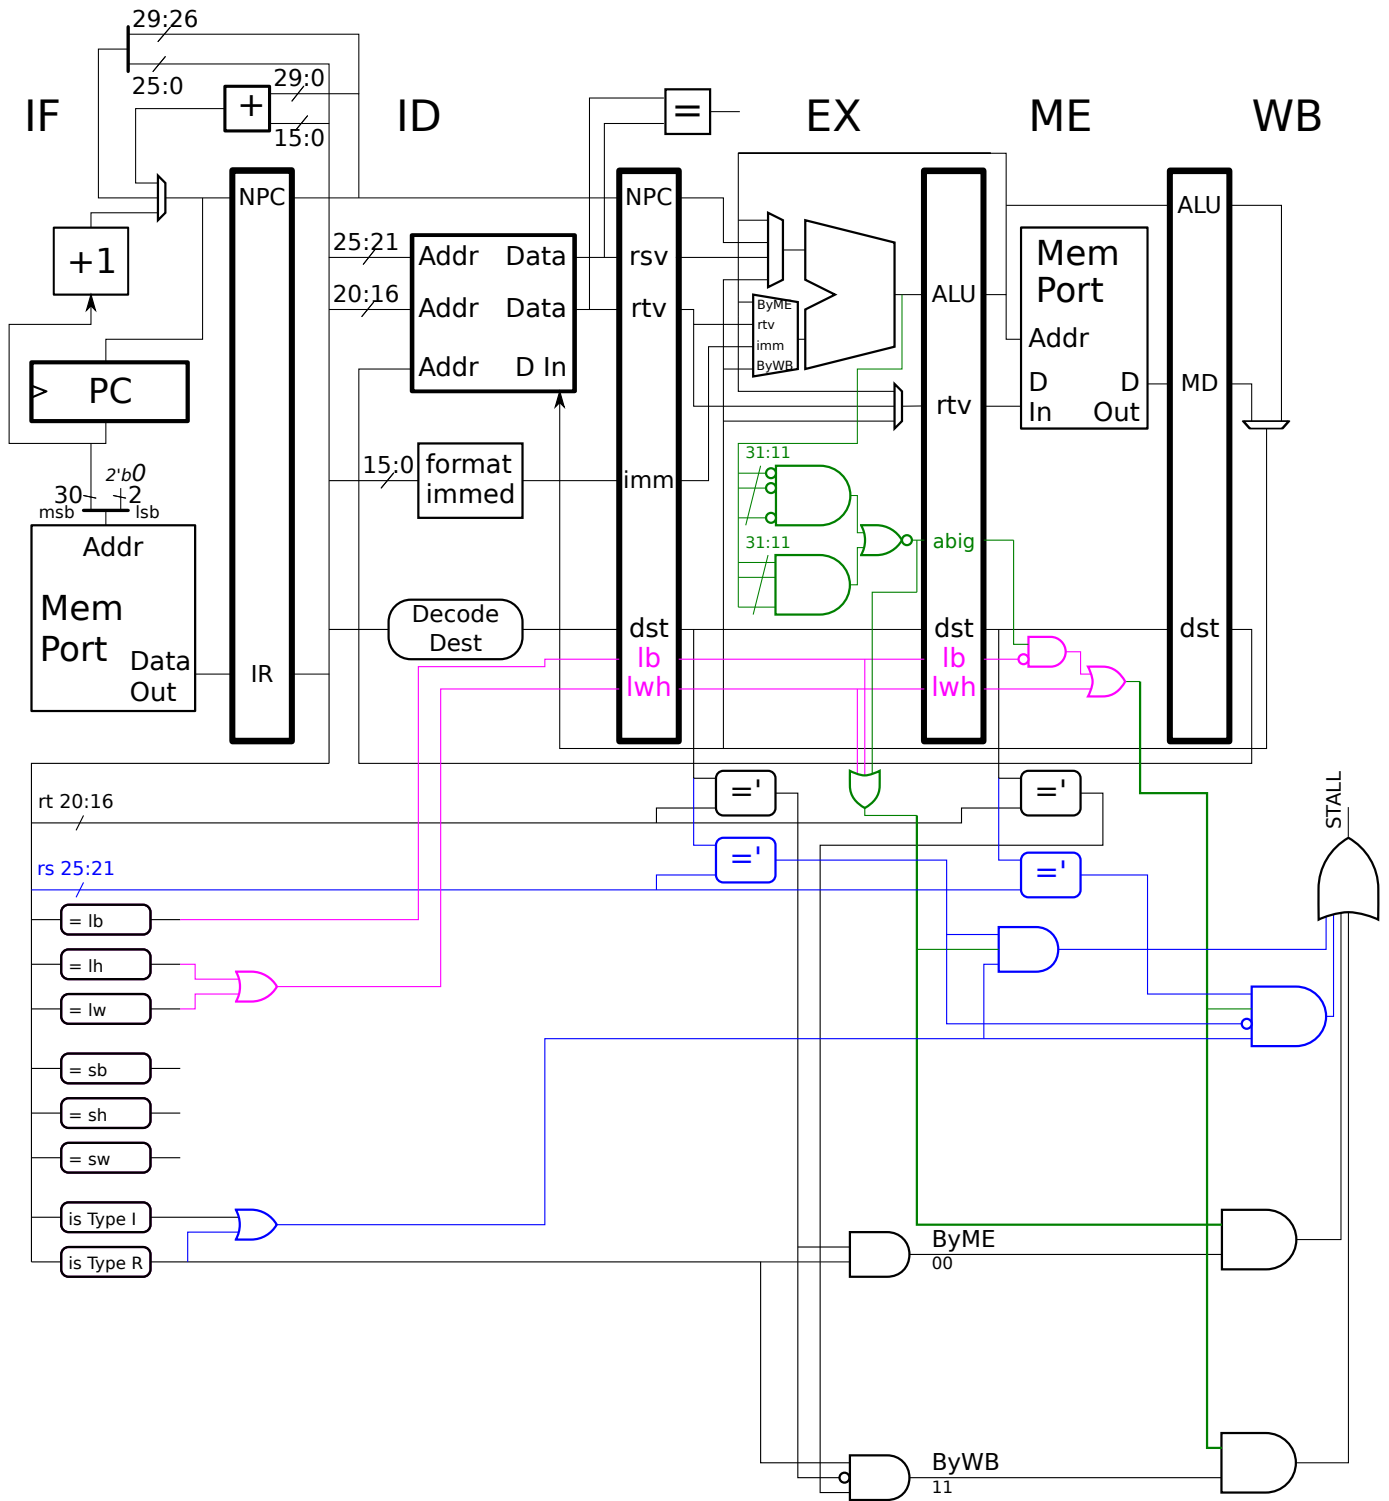 29:26
25:0
29:0
15:0
+
=
IF
ID
EX
ME
WB
NPC
NPC
ALU
+1
25:21
Addr
Data
rsv
20:16
Addr
Data
rtv
Addr
D In
ByME
rtv
imm
ByWB
ALU
Mem
Port
Addr
D
In
D
Out
MD
PC
rtv
15:0
format
immed
imm
31:11
31:11
abig
2'b0
30
2
msb
lsb
Addr
Mem
Port
Data
Out
IR
Decode
Dest
dst
lb
lwh
dst
lb
lwh
dst
rt 20:16
='
='
rs 25:21
='
='
STALL
= lb
= lh
= lw
= sb
= sh
= sw
is Type I
is Type R
ByME
00
ByWB
11